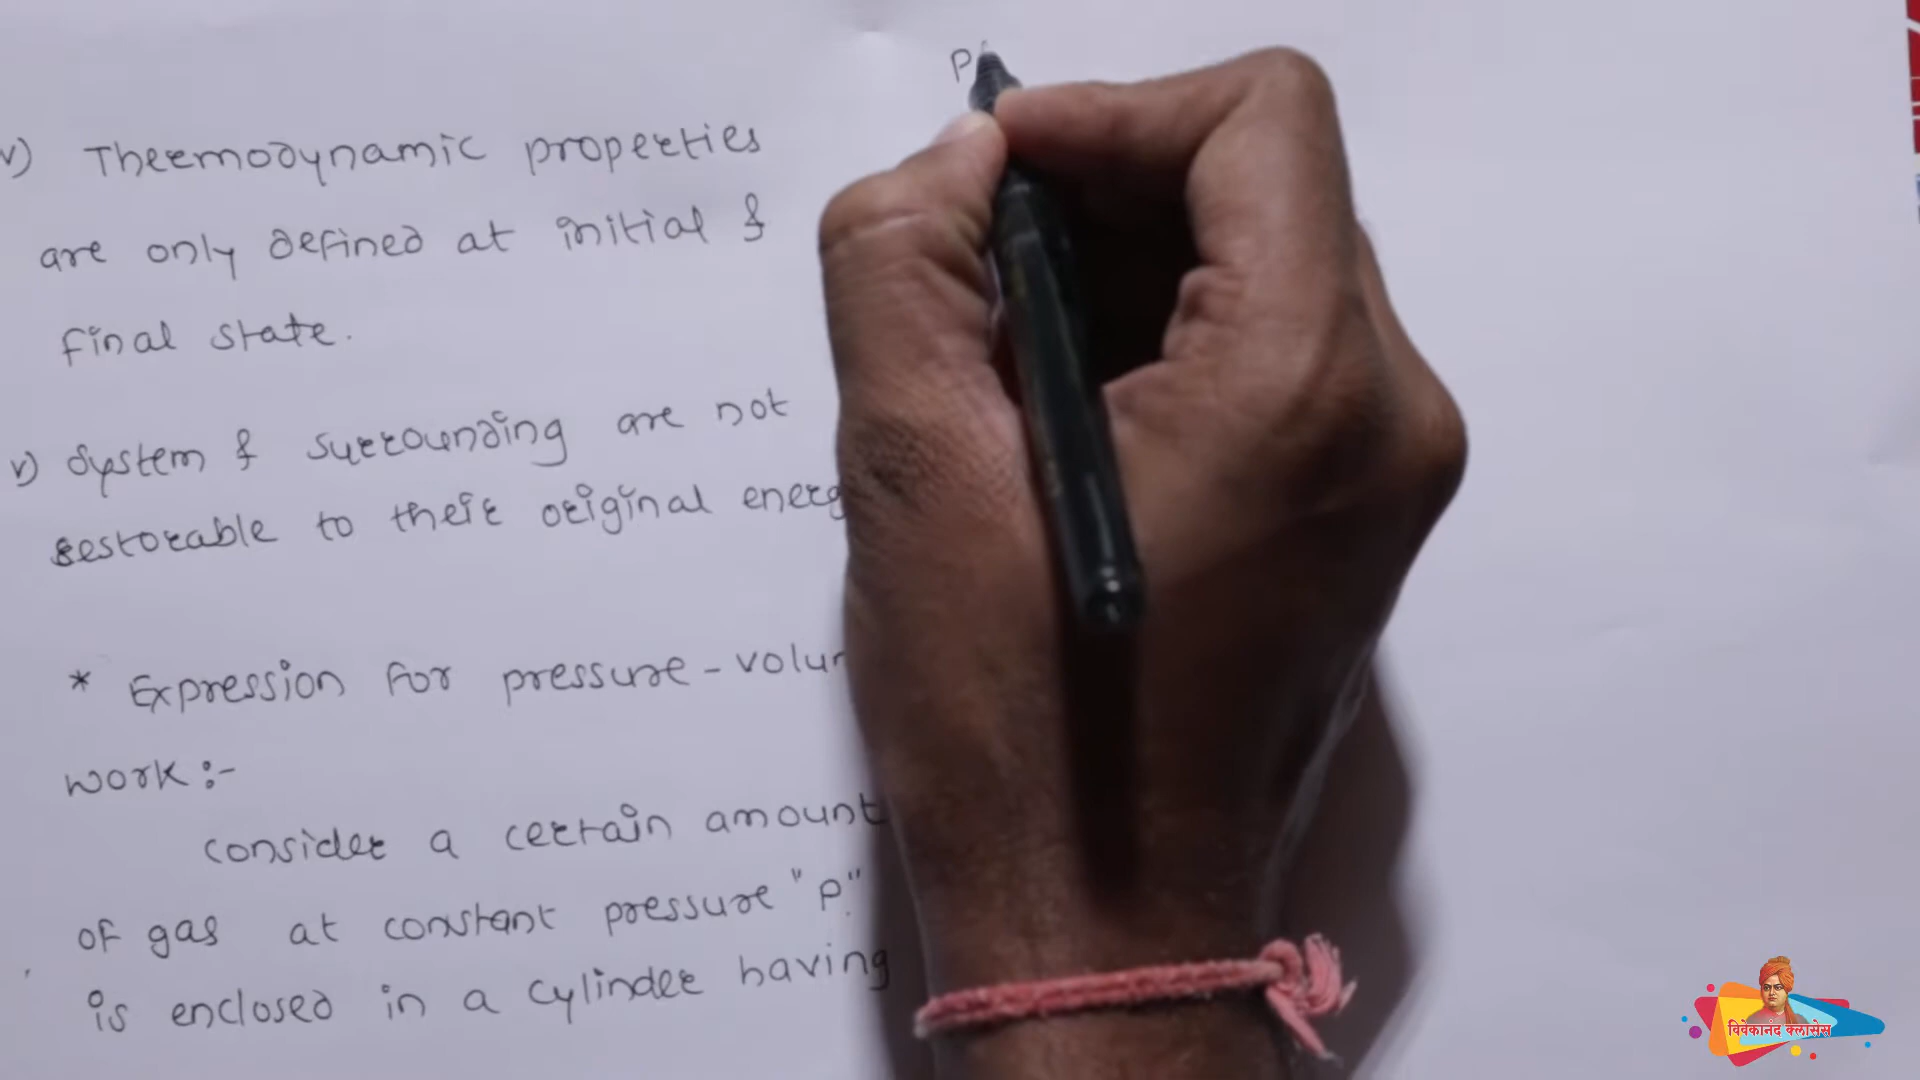 v) Thermodynamic properties
are only defined at initial &
final state.
v) System & surrounding are not
restorable to their original
* Expression for pressure-
work:-
consider a certain amount
of gas at constant pressure "P"
is enclosed in a cylinder having
P
विवेकानंद क्लासेस